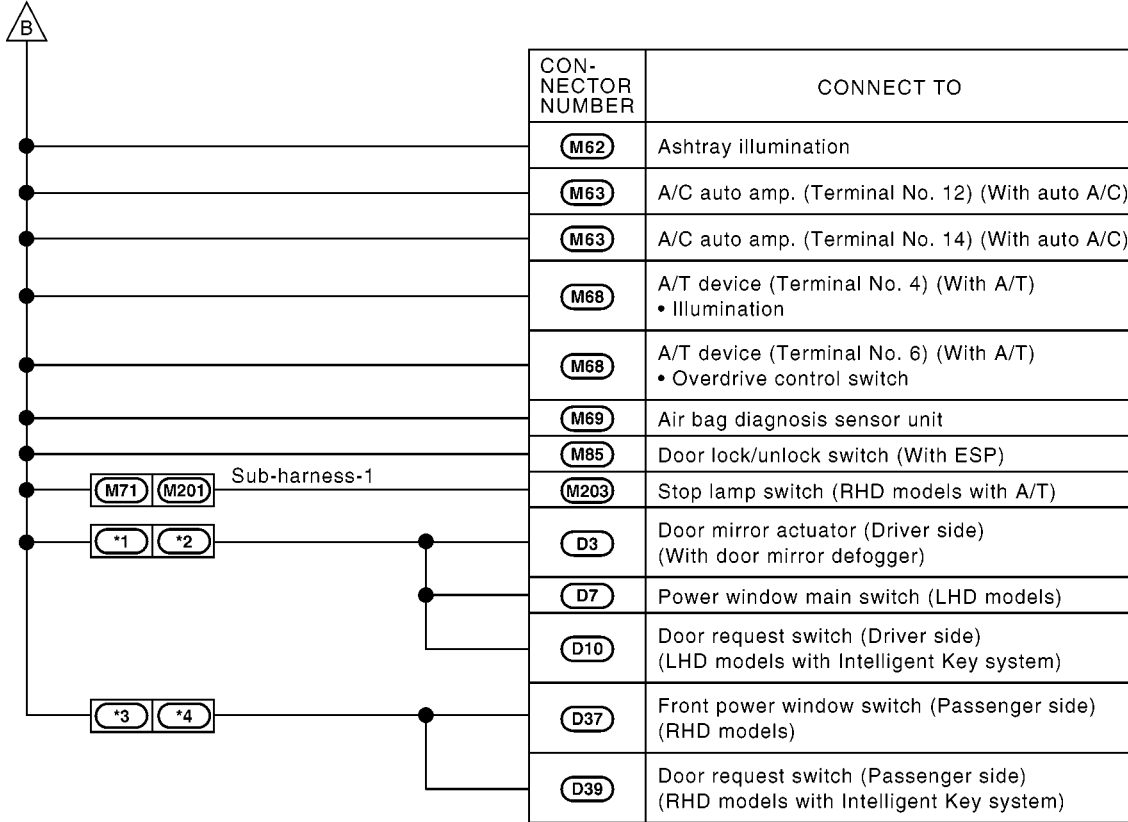 B
CON-
NECTOR
NUMBER
CONNECT TO
M62 Ashtray illumination
M63 A/C auto amp. (Terminal No. 12) (With auto A/C)
M63 A/C auto amp. (Terminal No. 14) (With auto A/C)
M68 A/T device (Terminal No. 4) (With A/T)
• Illumination
M68 A/T device (Terminal No. 6) (With A/T)
• Overdrive control switch
M69 Air bag diagnosis sensor unit
M85 Door lock/unlock switch (With ESP)
M71 M201 Sub-harness-1 M203 Stop lamp switch (RHD models with A/T)
*1 *2 D3 Door mirror actuator (Driver side)
(With door mirror defogger)
D7 Power window main switch (LHD models)
D10 Door request switch (Driver side)
(LHD models with Intelligent Key system)
*3 *4 D37 Front power window switch (Passenger side)
(RHD models)
D39 Door request switch (Passenger side)
(RHD models with Intelligent Key system)